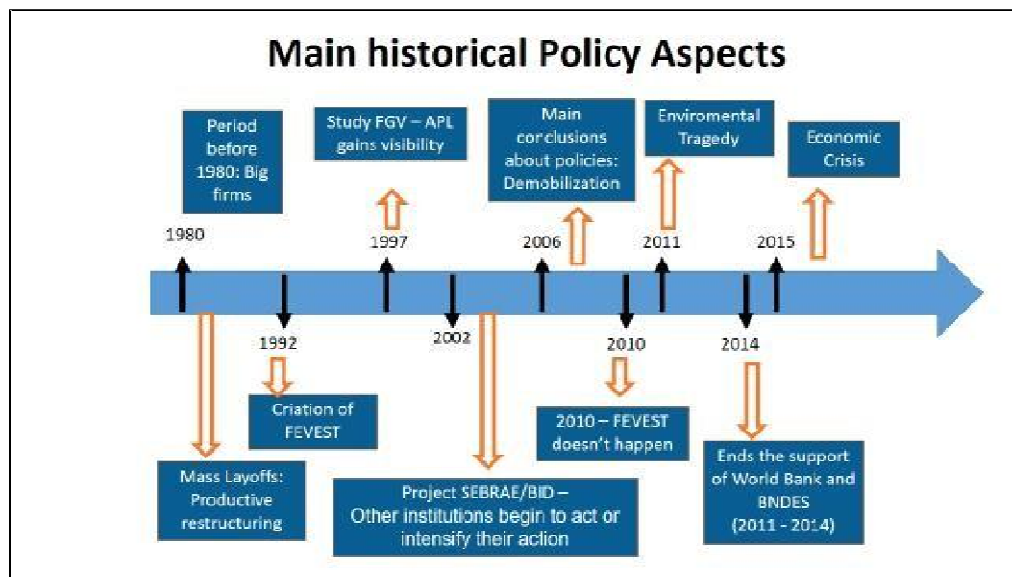 Main historical Policy Aspects
Period before
1980: Big
firms
Study FGV – APL
gains visibility
Main
conclusions
about policies:
Demobilization
Enviromental
Tragedy
Economic
Crisis
1980
1997
2006
2011
2015
1992
2002
2010
2014
Criation of
FEVEST
2010 – FEVEST
doesn't happen
Mass Layoffs:
Productive
restructuring
Project SEBRAE/BID –
Other institutions begin to act or
intensify their action
Ends the support
of World Bank and
BNDES
(2011 - 2014)